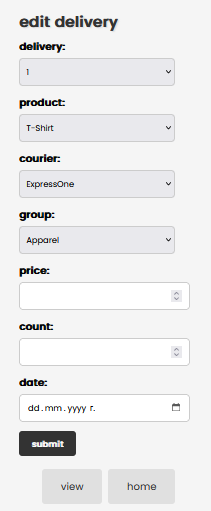 edit delivery
delivery:
1
product:
T-Shirt
courier:
ExpressOne
group:
Apparel
price:
count:
date:
dd.mm.yyyy г.
submit
view home